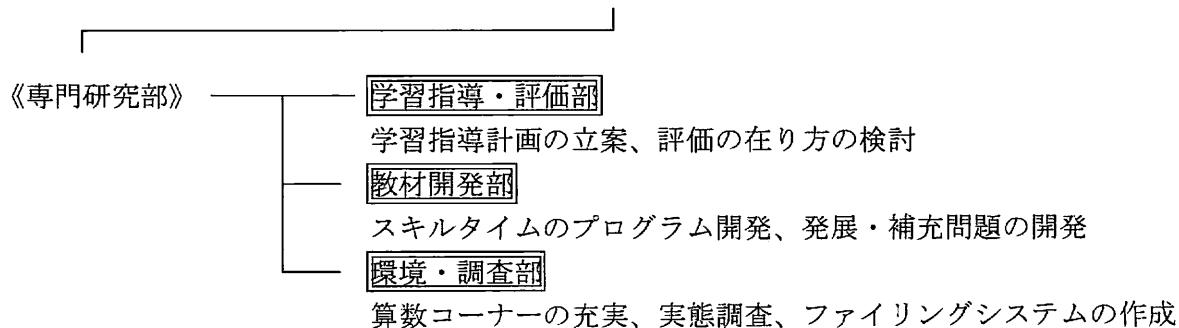 《専門研究部》
学習指導・評価部
学習指導計画の立案、評価の在り方の検討
教材開発部
スキルタイムのプログラム開発、発展・補充問題の開発
環境・調査部
算数コーナーの充実、実態調査、ファイリングシステムの作成